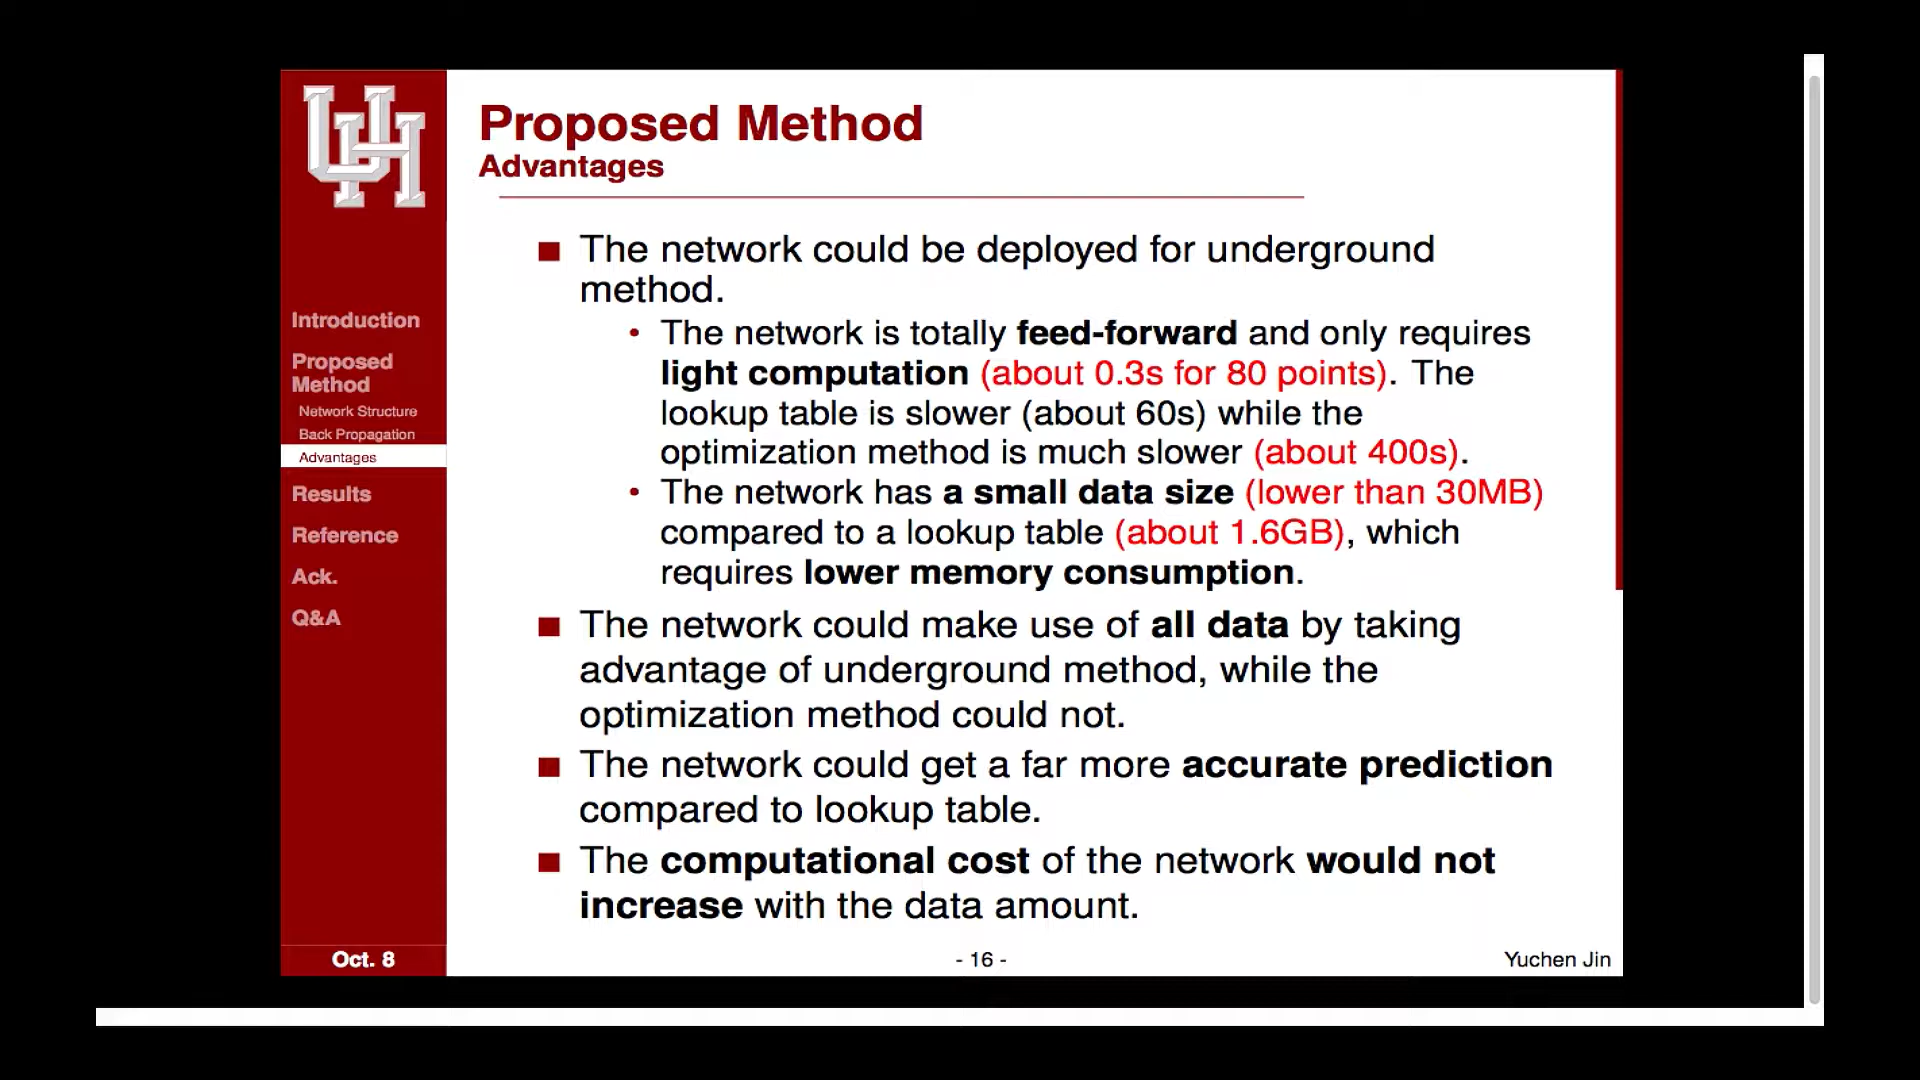 UH
Proposed Method
Advantages
Introduction
Proposed
Method
Network Structure
Back Propagation
Advantages
Results
Reference
Ack.
Q&A
Oct. 8
The network could be deployed for underground
method.
The network is totally feed-forward and only requires
light computation (about 0.3s for 80 points). The
lookup table is slower (about 60s) while the
optimization method is much slower (about 400s).
The network has a small data size (lower than 30MB)
compared to a lookup table (about 1.6GB), which
requires lower memory consumption.
The network could make use of all data by taking
advantage of underground method, while the
optimization method could not.
The network could get a far more accurate prediction
compared to lookup table.
The computational cost of the network would not
increase with the data amount.
- 16 -
Yuchen Jin